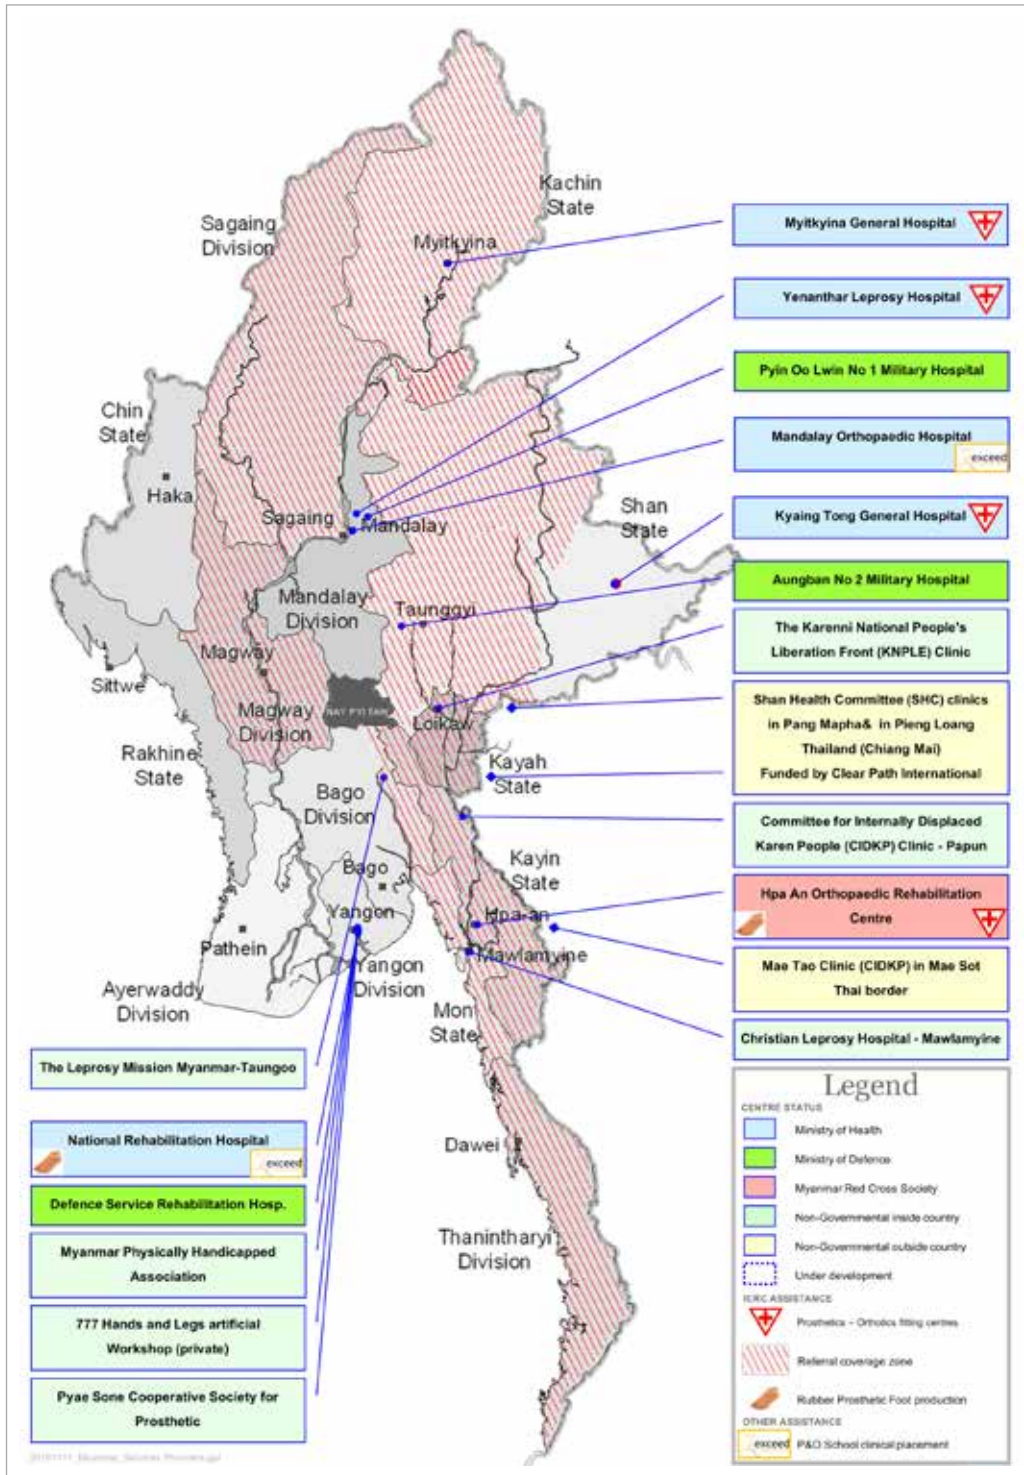 Kachin
State
Sagaing
Division
Myitkyina
Chin
State
Haka
Sagaing
Mandalay
Shan
State
Mandalay
Division
Taunggyi
Magway
Sittwe
Magway
Division
NAY PYI TAW
Loikaw
Rakhine
State
Kayah
State
Bago
Division
Kayin
State
Bago
Hpa-an
Yangon
Pathein
Mawlamyine
Yangon
Division
Ayerwaddy
Division
Mon
State
Dawei
Thanintharyi
Division
Myitkyina General Hospital
Yenanthar Leprosy Hospital
Pyin Oo Lwin No 1 Military Hospital
Mandalay Orthopaedic Hospital
exceed
Kyaing Tong General Hospital
Aungban No 2 Military Hospital
The Karenni National People's
Liberation Front (KNPLE) Clinic
Shan Health Committee (SHC) clinics
in Pang Mapha& in Pieng Loang
Thailand (Chiang Mai)
Funded by Clear Path International
Committee for Internally Displaced
Karen People (CIDKP) Clinic - Papun
Hpa An Orthopaedic Rehabilitation
Centre
Mae Tao Clinic (CIDKP) in Mae Sot
Thai border
Christian Leprosy Hospital - Mawlamyine
The Leprosy Mission Myanmar-Taungoo
National Rehabilitation Hospital
exceed
Defence Service Rehabilitation Hosp.
Myanmar Physically Handicapped
Association
777 Hands and Legs artificial
Workshop (private)
Pyae Sone Cooperative Society for
Prosthetic
Legend
CENTRE STATUS
Ministry of Health
Ministry of Defence
Myanmar Red Cross Society
Non-Governmental inside country
Non-Governmental outside country
Under development
ICRC ASSISTANCE
Prosthetics - Orthotics fitting centres
Referral coverage zone
Rubber Prosthetic Foot production
OTHER ASSISTANCE
exceed P&O School clinical placement